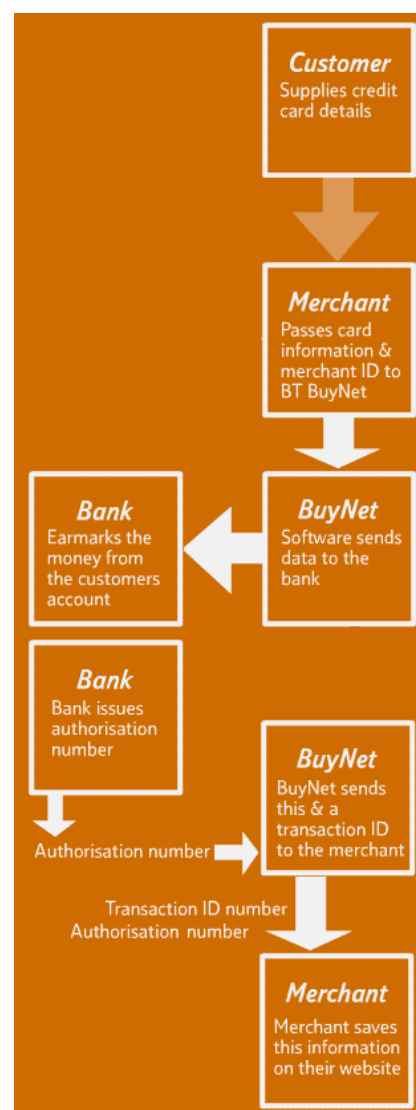 Customer
Supplies credit
card details
Merchant
Passes card
information &
merchant ID to
BT BuyNet
BuyNet
Software sends
data to the
bank
Bank
Earmarks the
money from
the customers
account
Bank
Bank issues
authorisation
number
Authorisation number
BuyNet
BuyNet sends
this & a
transaction ID
to the merchant
Transaction ID number
Authorisation number
Merchant
Merchant saves
this information
on their website